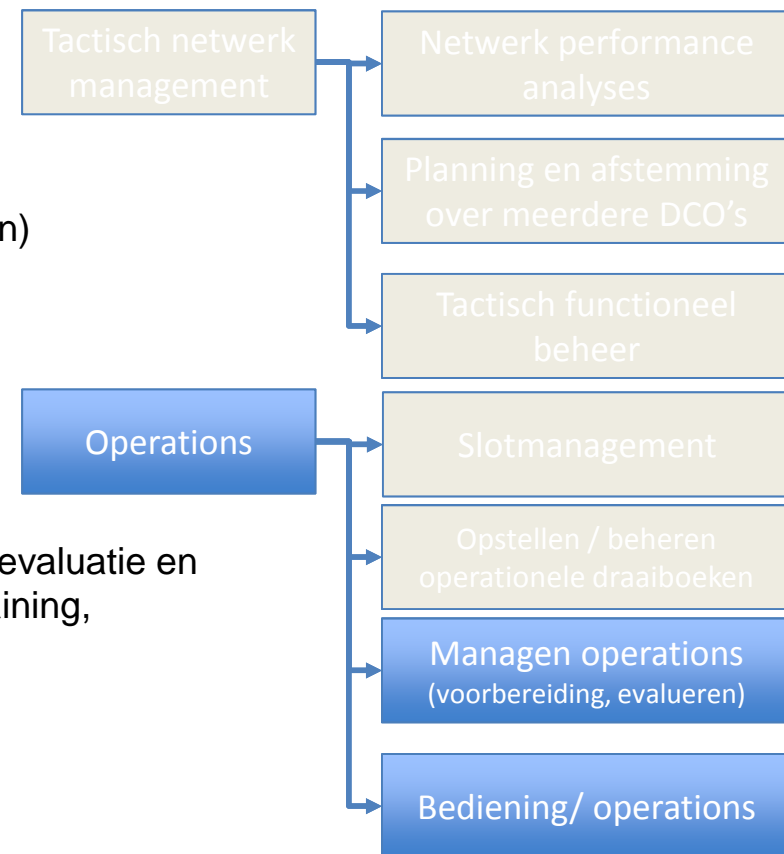 Tactisch netwerk
management
Netwerk performance
analyses
Planning en afstemming
over meerdere DCO's
n)
Tactisch functioneel
beheer
Operations
Slotmanagement
Opstellen / beheren
operationele draaiboeken
evaluatie en
ining,
Managen operations
(voorbereiding, evalueren)
Bediening/ operations